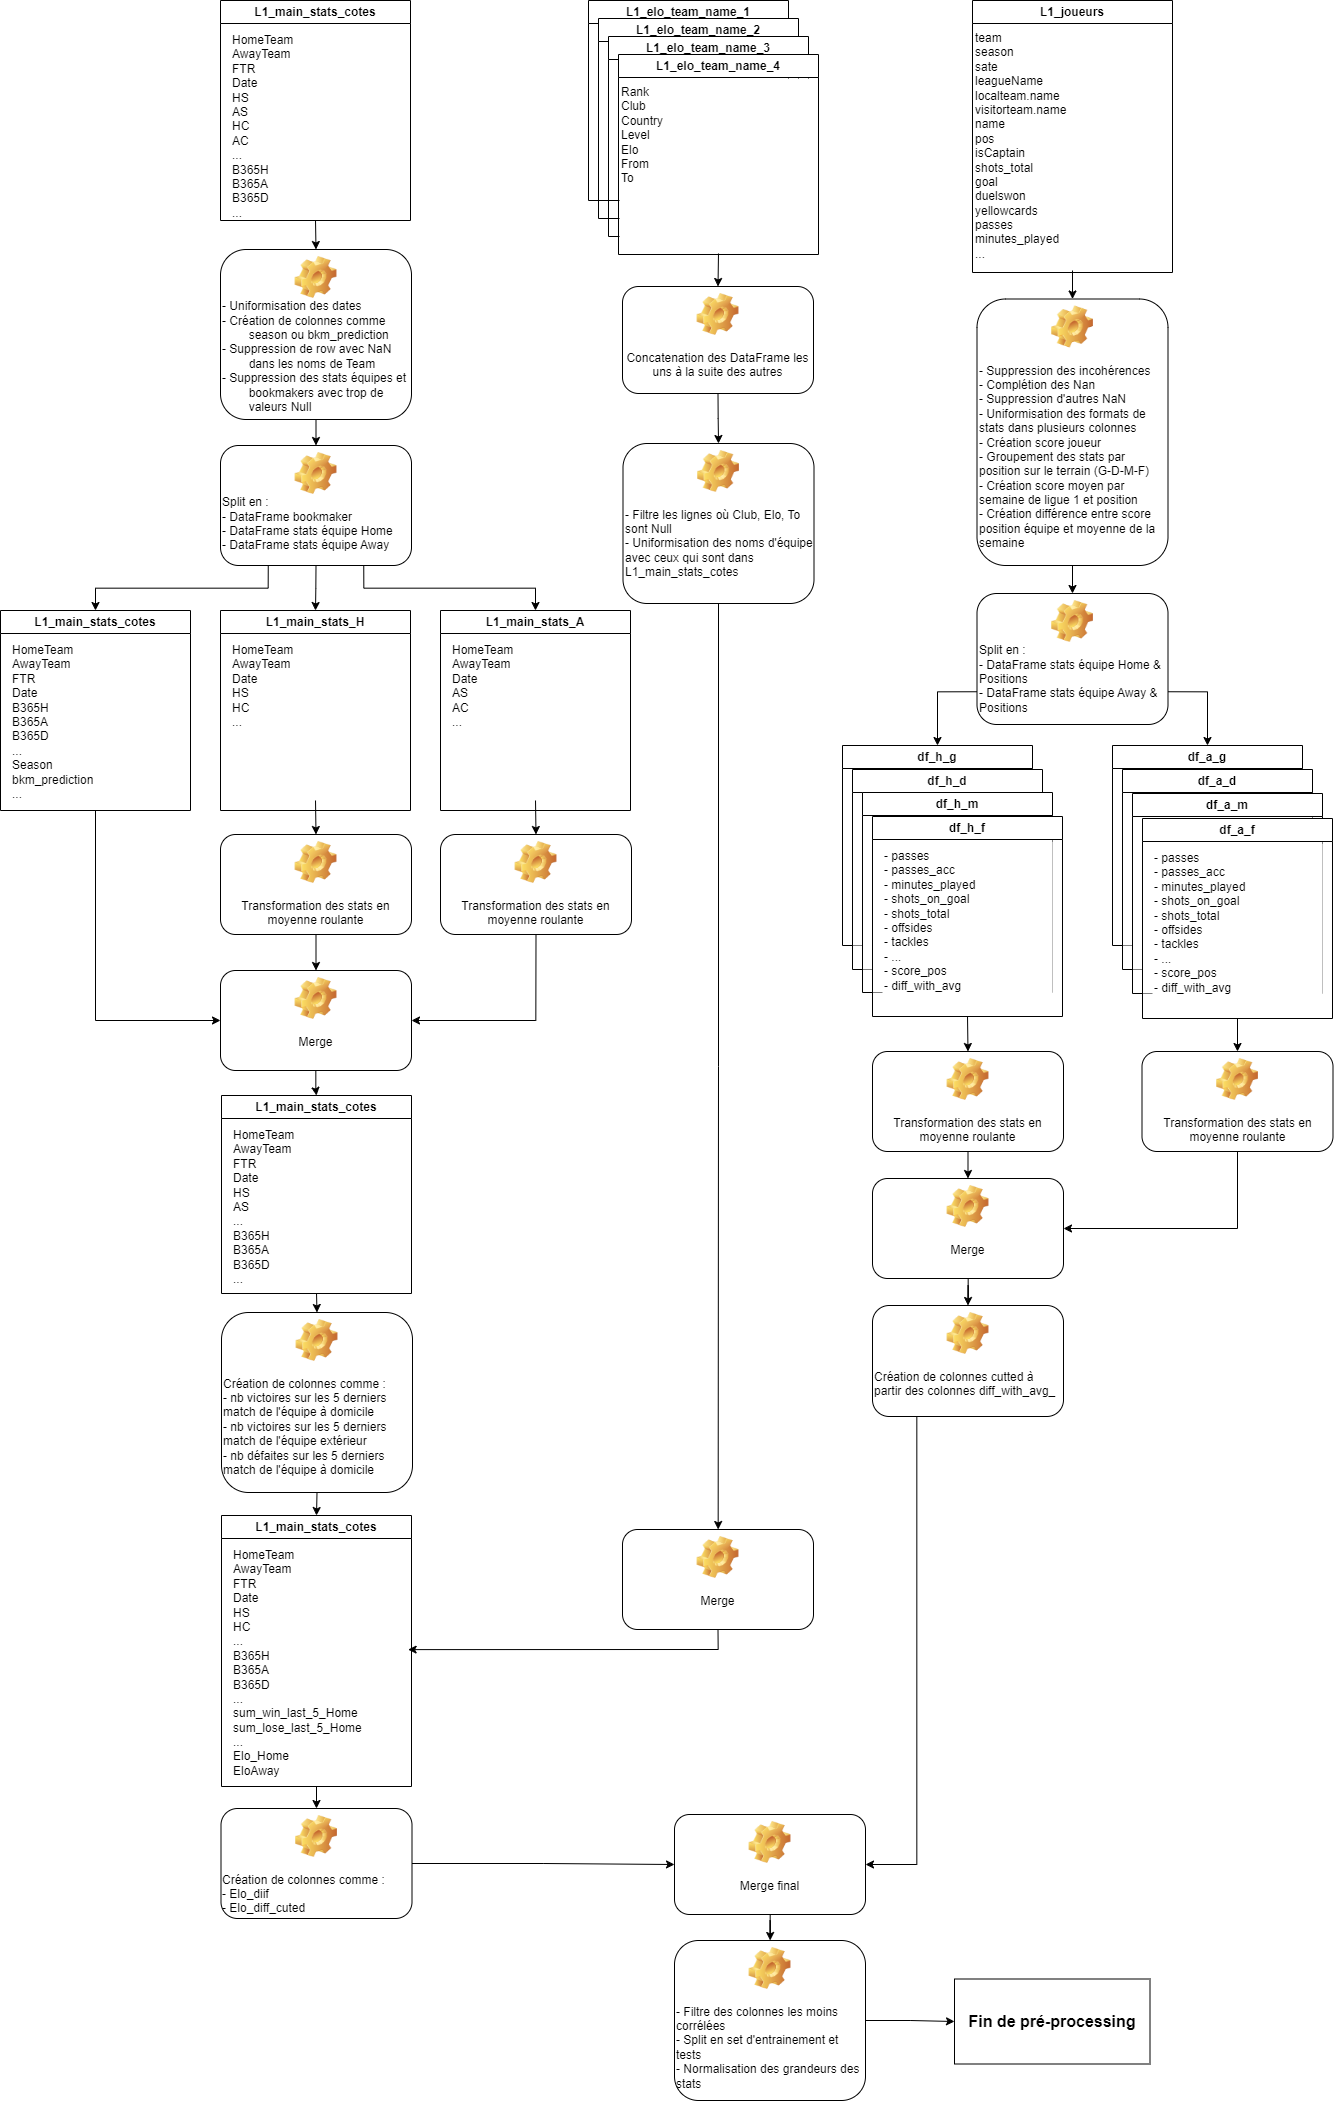 L1_main_stats_cotes
HomeTeam
AwayTeam
FTR
Date
HS
AS
HC
AC
...
B365H
B365A
B365D
...
L1_elo_team_name_1
L1_elo_team_name_2
L1_elo_team_name_3
L1_elo_team_name_4
Rank
Club
Country
Level
Elo
From
To
L1_joueurs
team
season
sate
leagueName
localteam.name
visitorteam.name
name
pos
isCaptain
shots_total
goal
duelswon
yellowcards
passes
minutes_played
...
- Uniformisation des dates
- Création de colonnes comme
season ou bkm_prediction
- Suppression de row avec NaN
dans les noms de Team
- Suppression des stats équipes et
bookmakers avec trop de
valeurs Null
Concatenation des DataFrame les
uns à la suite des autres
- Suppression des incohérences
- Complétion des Nan
- Suppression d'autres NaN
- Uniformisation des formats de
stats dans plusieurs colonnes
- Création score joueur
- Groupement des stats par
position sur le terrain (G-D-M-F)
- Création score moyen par
semaine de ligue 1 et position
- Création différence entre score
position équipe et moyenne de la
semaine
Split en :
- DataFrame bookmaker
- DataFrame stats équipe Home
- DataFrame stats équipe Away
- Filtre les lignes où Club, Elo, To
sont Null
- Uniformisation des noms d'équipe
avec ceux qui sont dans
L1_main_stats_cotes
L1_main_stats_cotes
HomeTeam
AwayTeam
FTR
Date
B365H
B365A
B365D
...
Season
bkm_prediction
...
L1_main_stats_H
HomeTeam
AwayTeam
Date
HS
HC
...
L1_main_stats_A
HomeTeam
AwayTeam
Date
AS
AC
...
Split en :
- DataFrame stats équipe Home &
Positions
- DataFrame stats équipe Away &
Positions
df_h_g
df_h_d
df_h_m
df_h_f
- passes
- passes_acc
- minutes_played
- shots_on_goal
- shots_total
- offsides
- tackles
- ...
- score_pos
- diff_with_avg
df_a_g
df_a_d
df_a_m
df_a_f
- passes
- passes_acc
- minutes_played
- shots_on_goal
- shots_total
- offsides
- tackles
- ...
- score_pos
- diff_with_avg
Transformation des stats en
moyenne roulante
Transformation des stats en
moyenne roulante
Merge
Transformation des stats en
moyenne roulante
Transformation des stats en
moyenne roulante
L1_main_stats_cotes
HomeTeam
AwayTeam
FTR
Date
HS
AS
...
B365H
B365A
B365D
...
Merge
Création de colonnes comme :
- nb victoires sur les 5 derniers
match de l'équipe à domicile
- nb victoires sur les 5 derniers
match de l'équipe extérieur
- nb défaites sur les 5 derniers
match de l'équipe à domicile
Création de colonnes cutted à
partir des colonnes diff_with_avg_
L1_main_stats_cotes
HomeTeam
AwayTeam
FTR
Date
HS
HC
...
B365H
B365A
B365D
...
sum_win_last_5_Home
sum_lose_last_5_Home
...
Elo_Home
EloAway
Merge
Création de colonnes comme :
- Elo_diif
- Elo_diff_cuted
Merge final
- Filtre des colonnes les moins
corrélées
- Split en set d'entrainement et
tests
- Normalisation des grandeurs des
stats
Fin de pré-processing